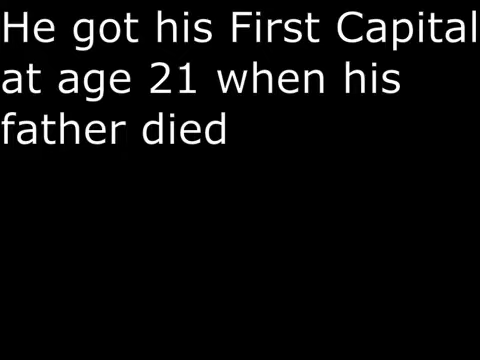 He got his First Capital
at age 21 when his
father died